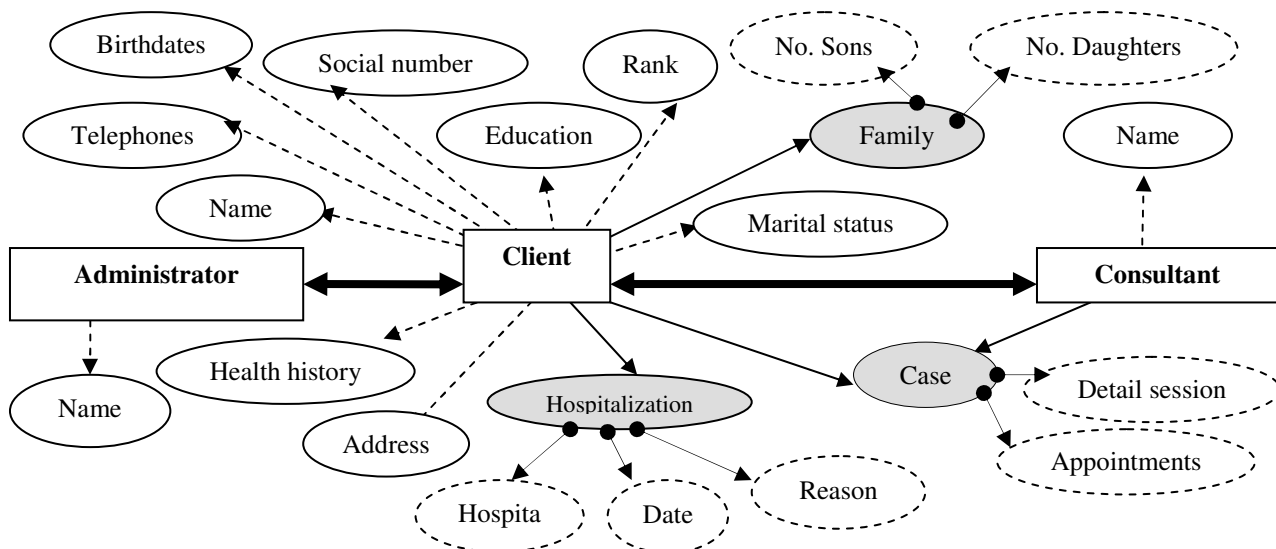 No. Sons
No. Daughters
Birthdates
Social number
Rank
Telephones
Education
Family
Name
Name
Marital status
Client
Administrator
Consultant
Health history
Case
Detail session
Name
Hospitalization
Address
Appointments
Reason
Hospita
Date